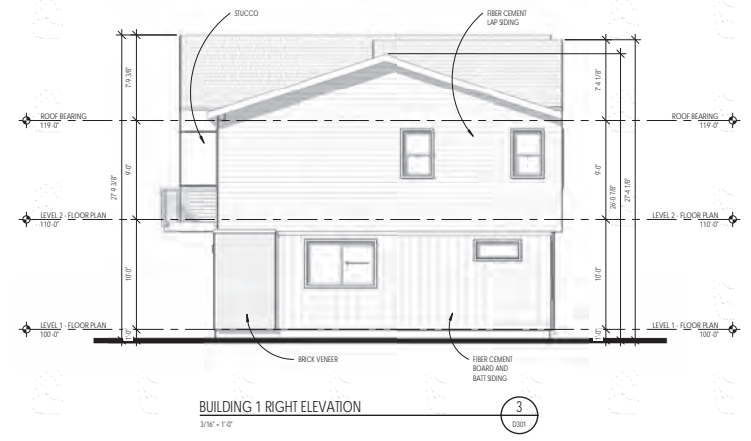 STUCCO
FIBER CEMENT
LAP SIDING
7'-9 3/8"
7'-4 1/8"
ROOF BEARING
119'-0"
ROOF BEARING
119'-0"
9'-0"
9'-0"
27'-9 3/8"
26'-0 7/8"
27'-4 1/8"
LEVEL 2 - FLOOR PLAN
110'-0"
LEVEL 2 - FLOOR PLAN
110'-0"
10'-0"
10'-0"
LEVEL 1 - FLOOR PLAN
100'-0"
LEVEL 1 - FLOOR PLAN
100'-0"
1'-0"
1'-0"
BRICK VENEER
FIBER CEMENT
BOARD AND
BATT SIDING
BUILDING 1 RIGHT ELEVATION
3/16" = 1'-0"
3
D301